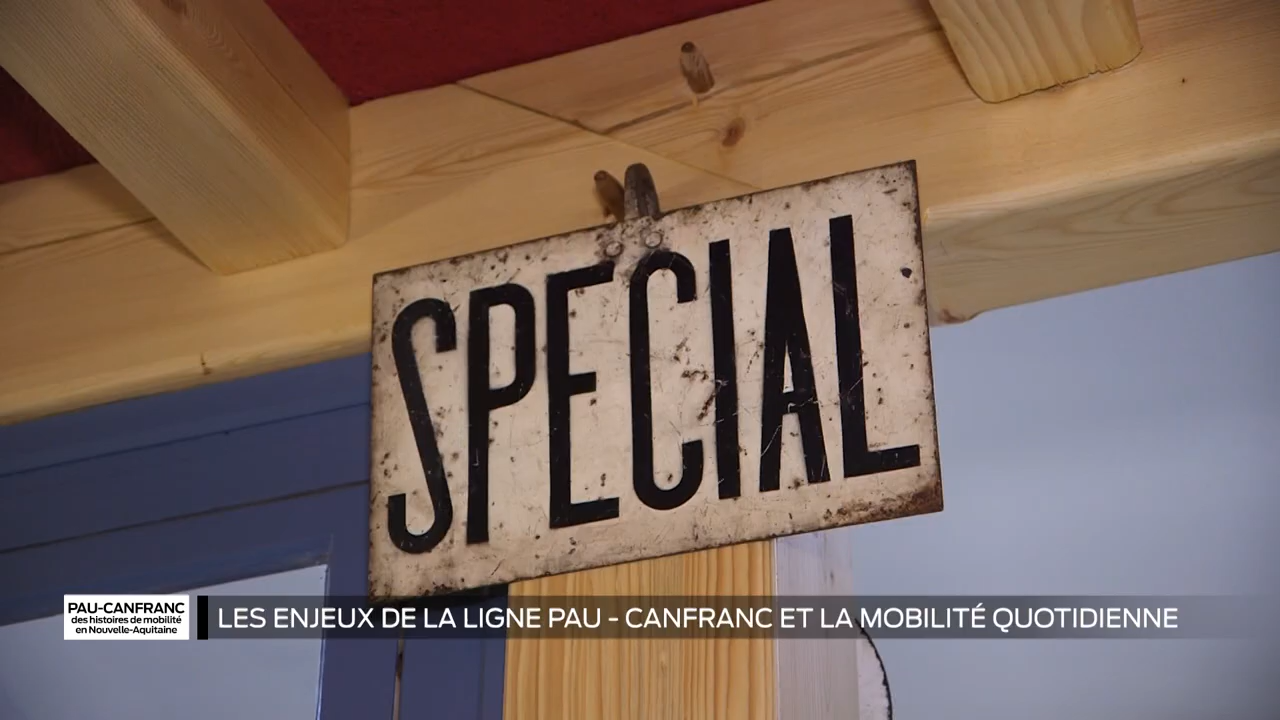 SPECIAL
PAU-CANFRANC
des histoires de mobilité
en Nouvelle-Aquitaine
LES ENJEUX DE LA LIGNE PAU - CANFRANC ET LA MOBILITÉ QUOTIDIENNE